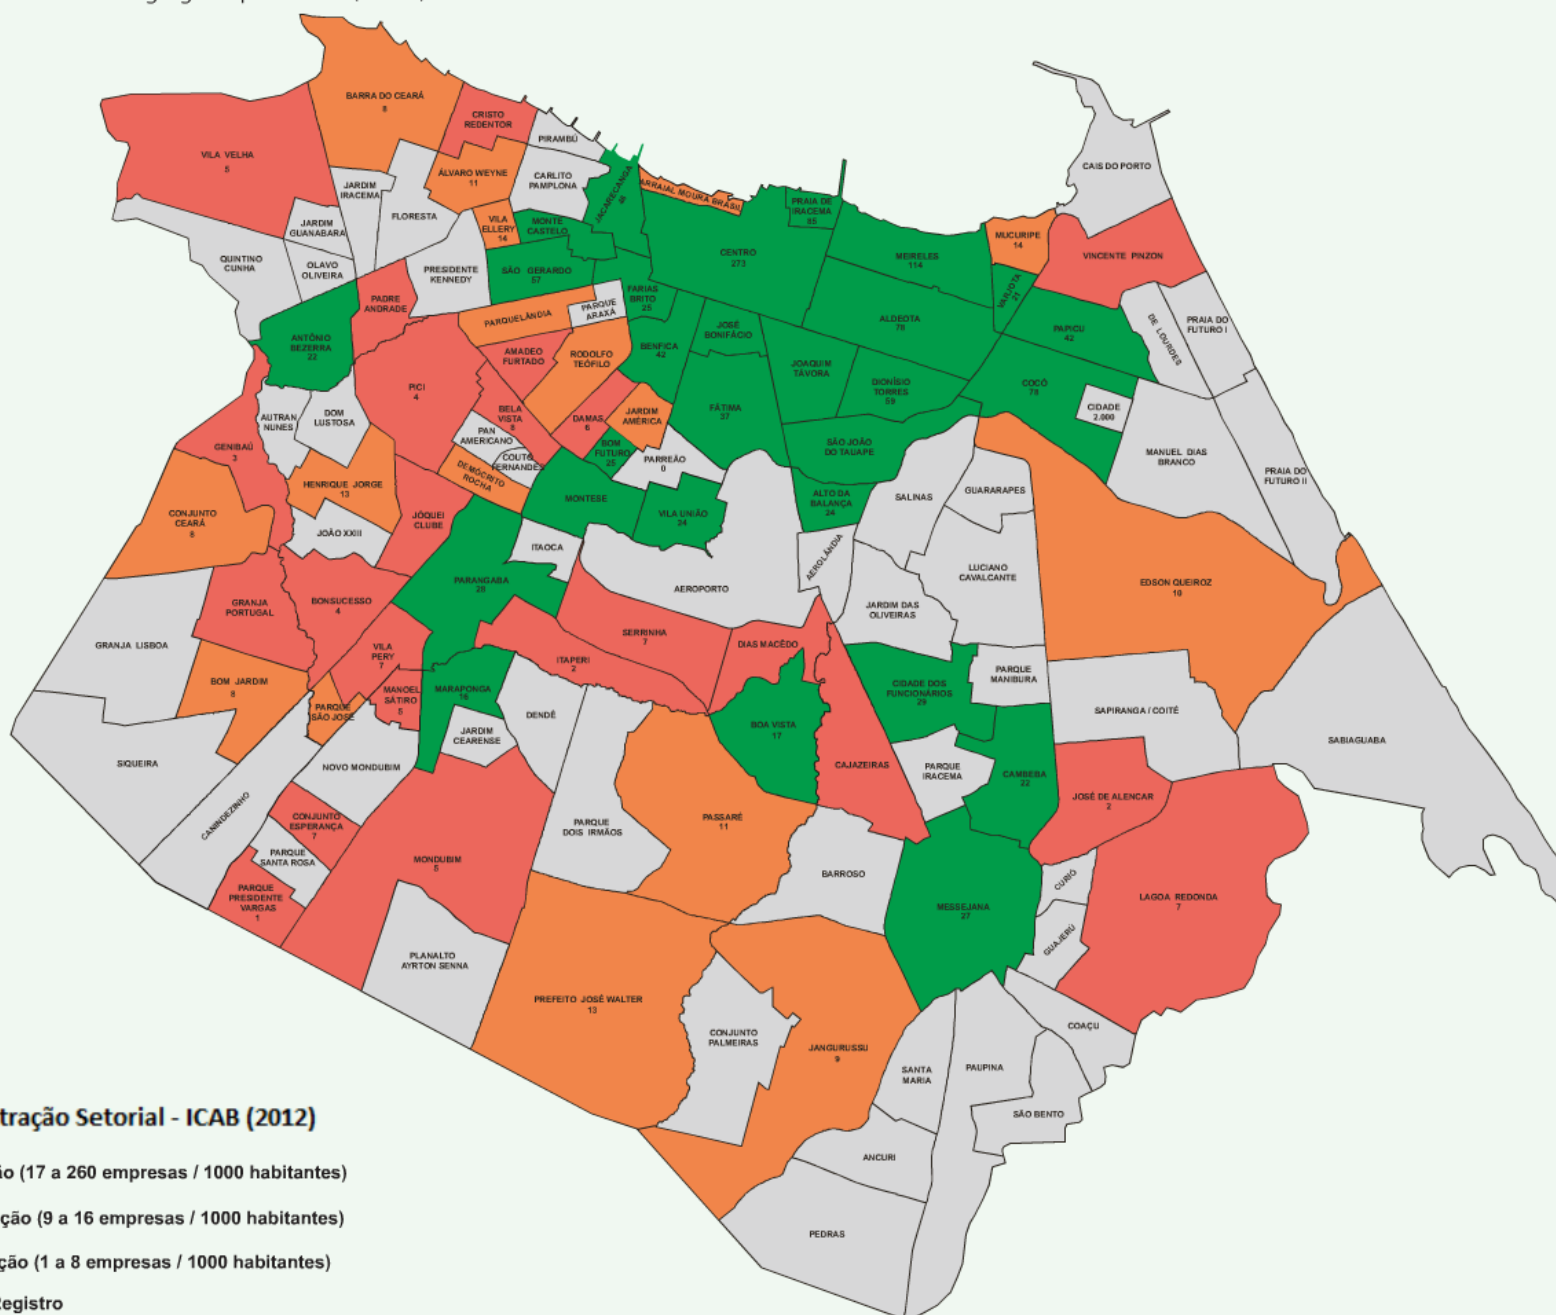 BARRA DO CEARÁ
8
CRISTO
REDENTOR
PIRAMBÚ
VILA VELHA
5
ÁLVARO WEYNE
11
CARLITO
PAMPLONA
JACARECANGA
46
ARRAIAL MOURA BRASIL
PRAIA DE
IRACEMA
85
CAIS DO PORTO
JARDIM
IRACEMA
FLORESTA
JARDIM
GUANABARA
VILA
ELLERY
14
MONTE
CASTELO
CENTRO
273
MEIRELES
114
MUCURIPE
14
VINCENTE PINZON
QUINTINO
CUNHA
OLAVO
OLIVEIRA
PRESIDENTE
KENNEDY
SÃO GERARDO
57
VARJOTA
21
PADRE
ANDRADE
FARIAS
BRITO
25
PARQUE
ARAXÁ
PARQUELÂNDIA
JOSÉ
BONIFÁCIO
ALDEOTA
78
PAPICU
42
DE LOURDES
PRAIA DO
FUTURO I
ANTÔNIO
BEZERRA
22
AMADEO
FURTADO
RODOLFO
TEÓFILO
BENFICA
42
JOAQUIM
TÁVORA
DIONÍSIO
TORRES
59
COCÓ
78
CIDADE
2.000
PICI
4
AUTRAN
NUNES
DOM
LUSTOSA
BELA
VISTA
8
DAMAS
6
JARDIM
AMÉRICA
FÁTIMA
37
PAN
AMERICANO
COUTO
FERNANDES
BOM
FUTURO
25
PARREÃO
0
SÃO JOÃO
DO TAUAPE
MANUEL DIAS
BRANCO
PRAIA DO
FUTURO II
GENIBAÚ
3
HENRIQUE JORGE
13
DEMÓCRITO
ROCHA
MONTESE
VILA UNIÃO
24
ALTO DA
BALANÇA
24
SALINAS
GUARARAPES
CONJUNTO
CEARÁ
8
JOÃO XXIII
JÓQUEI
CLUBE
ITAOCA
AEROPORTO
AEROLÂNDIA
LUCIANO
CAVALCANTE
EDSON QUEIROZ
10
PARANGABA
28
GRANJA
PORTUGAL
BONSUCESSO
4
JARDIM DAS
OLIVEIRAS
GRANJA LISBOA
VILA
PERY
7
SERRINHA
7
DIAS MACÊDO
ITAPERI
2
BOM JARDIM
8
MANOEL
SÁTIRO
5
MARAPONGA
16
CIDADE DOS
FUNCIONÁRIOS
29
PARQUE
MANIBURA
PARQUE
SÃO JOSÉ
DENDÊ
JARDIM
CEARENSE
BOA VISTA
17
SAPIRANGA / COITÉ
SABIAGUABA
SIQUEIRA
NOVO MONDUBIM
CAJAZEIRAS
PARQUE
IRACEMA
CAMBEBA
22
JOSÉ DE ALENCAR
2
CANINDEZINHO
CONJUNTO
ESPERANÇA
7
PARQUE
DOIS IRMÃOS
PASSARÉ
11
PARQUE
SANTA ROSA
MONDUBIM
5
BARROSO
CURIÓ
LAGOA REDONDA
7
PARQUE
PRESIDENTE
VARGAS
1
MESSEJANA
27
GUAJERÚ
PLANALTO
AYRTON SENNA
PREFEITO JOSÉ WALTER
13
CONJUNTO
PALMEIRAS
JANGURUSSU
9
COAÇU
SANTA
MARIA
PAUPINA
SÃO BENTO
ANCURI
PEDRAS
tração Setorial - ICAB (2012)
ão (17 a 260 empresas / 1000 habitantes)
ção (9 a 16 empresas / 1000 habitantes)
ção (1 a 8 empresas / 1000 habitantes)
Registro